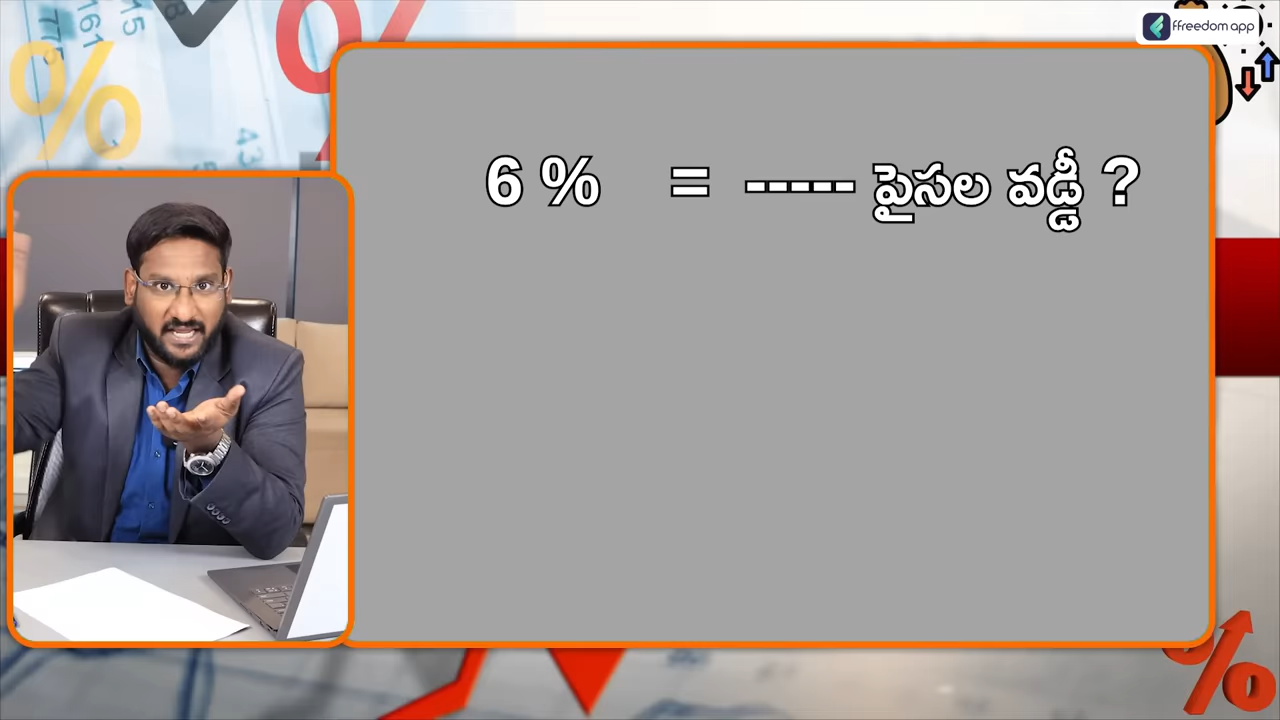 ffreedom app
6 % = ----- పైసల వడ్డీ ?